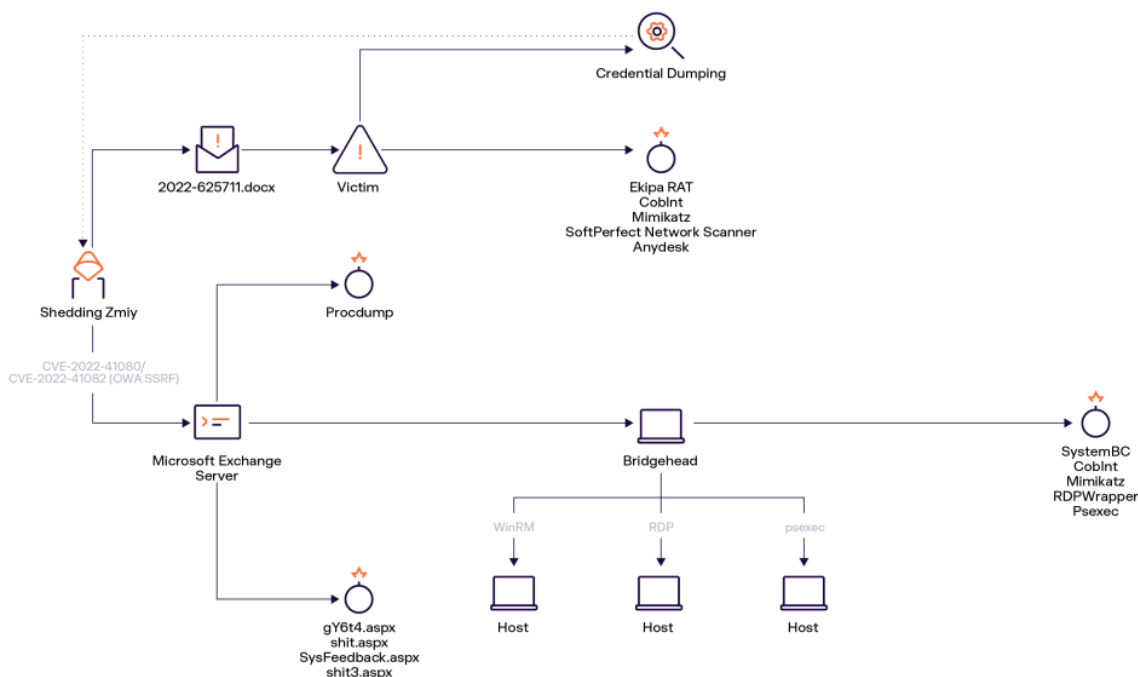 Credential Dumping
2022-625711.docx
Victim
Ekipa RAT
CobInt
Mimikatz
SoftPerfect Network Scanner
Anydesk
Shedding Zmiy
Procdump
CVE-2022-41080/
CVE-2022-41082 (OWA SSRF)
Microsoft Exchange
Server
Bridgehead
SystemBC
CobInt
Mimikatz
RDPWrapper
Psexec
WinRM
RDP
psexec
Host
Host
Host
gY6t4.aspx
shit.aspx
SysFeedback.aspx
shit3.aspx